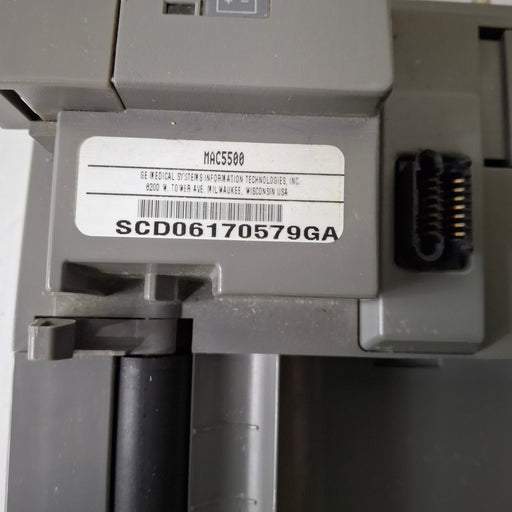 MAC5500
GE MEDICAL SYSTEMS INFORMATION TECHNOLOGIES, INC.
8200 W. TOWER AVE. MILWAUKEE, WISCONSIN USA
SCD06170579GA